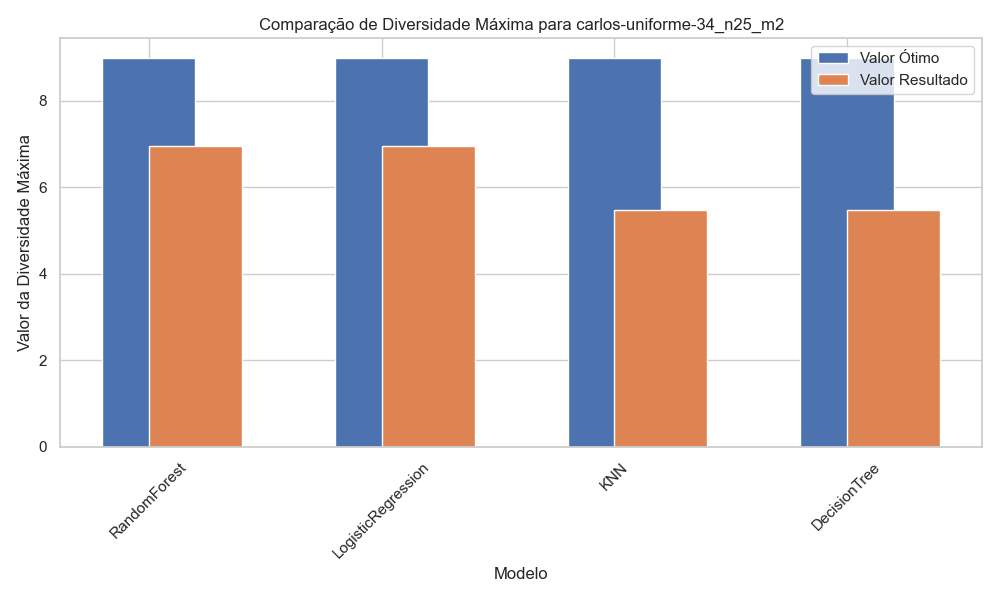 Comparação de Diversidade Máxima para carlos-uniforme-34_n25_m2
Valor Ótimo
Valor Resultado
Valor da Diversidade Máxima
8
6
4
2
0
RandomForest
LogisticRegression
KNN
DecisionTree
Modelo